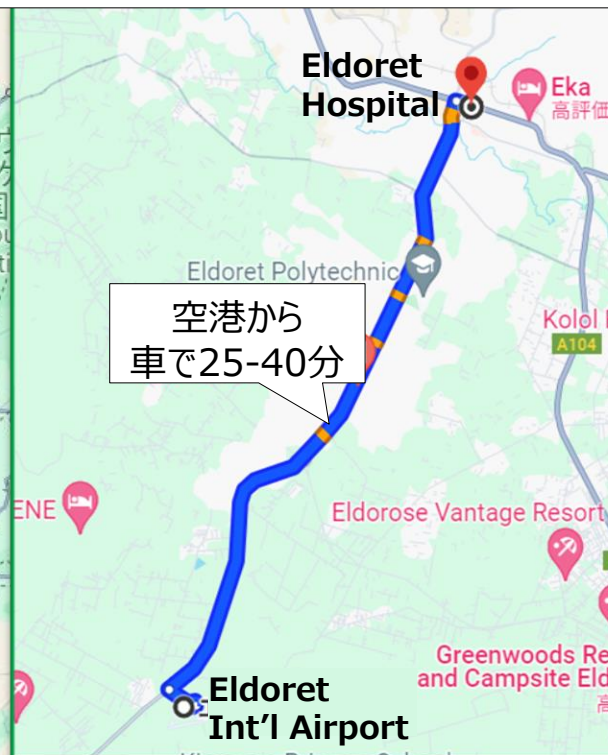 Eldoret
Hospital
Eka
高評価
Eldoret Polytechnic
空港から
車で25-40分
Kolol
A104
ENE
Eldorose Vantage Resort
Greenwoods Re
and Campsite Eld
Eldoret
Int'l Airport